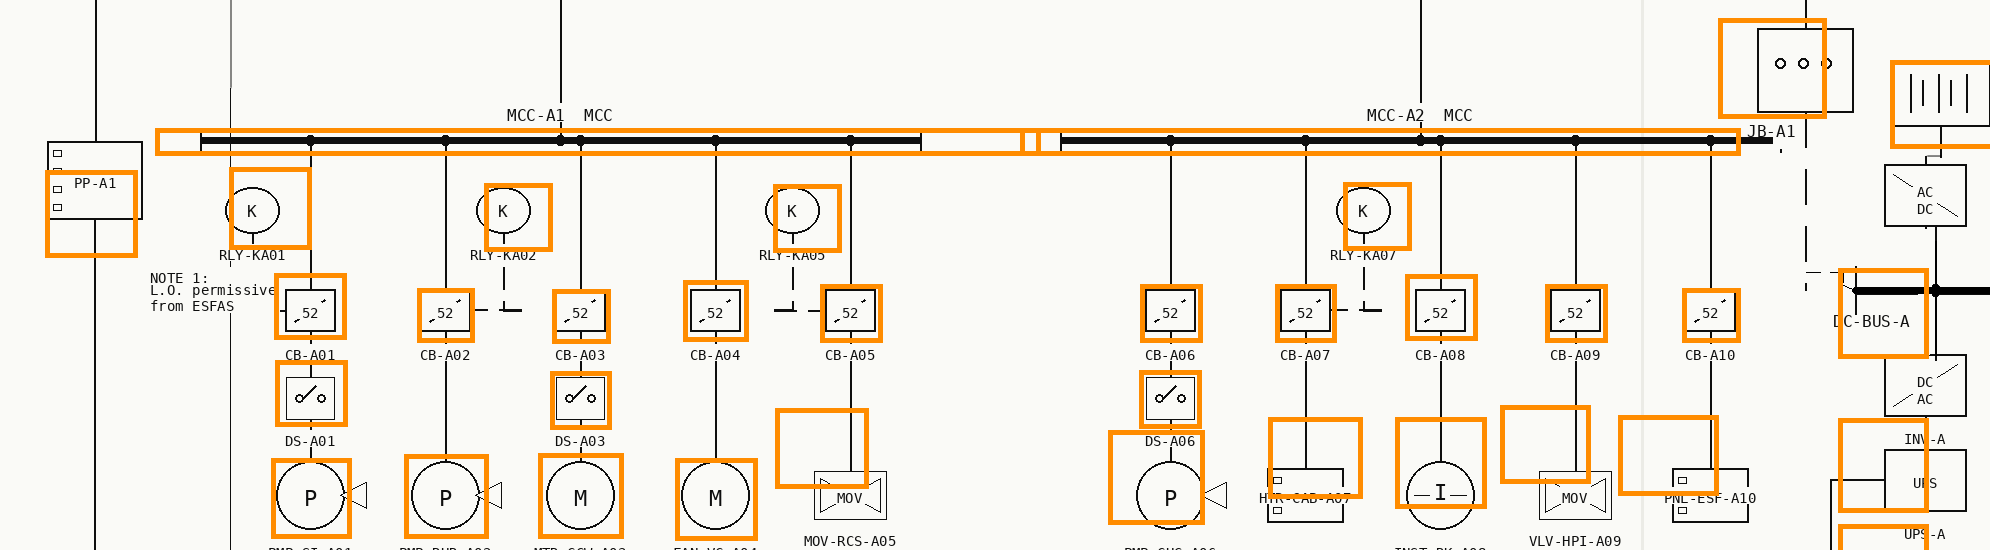 MCC-A1 MCC
MCC-A2 MCC
JB-A1
PP-A1
K
K
K
K
AC
DC
RLY-KA01
RLY-KA02
RLY-KA05
RLY-KA07
NOTE 1:
L.O. permissive
from ESFAS
52
52
52
52
52
52
52
52
52
52
DC-BUS-A
CB-A01
CB-A02
CB-A03
CB-A04
CB-A05
CB-A06
CB-A07
CB-A08
CB-A09
CB-A10
DC
AC
DS-A01
DS-A03
DS-A06
INV-A
P
P
M
M
MOV
P
HTR-CAB-A07
I
MOV
PNL-ESF-A10
UPS
MOV-RCS-A05
VLV-HPI-A09
UPS-A